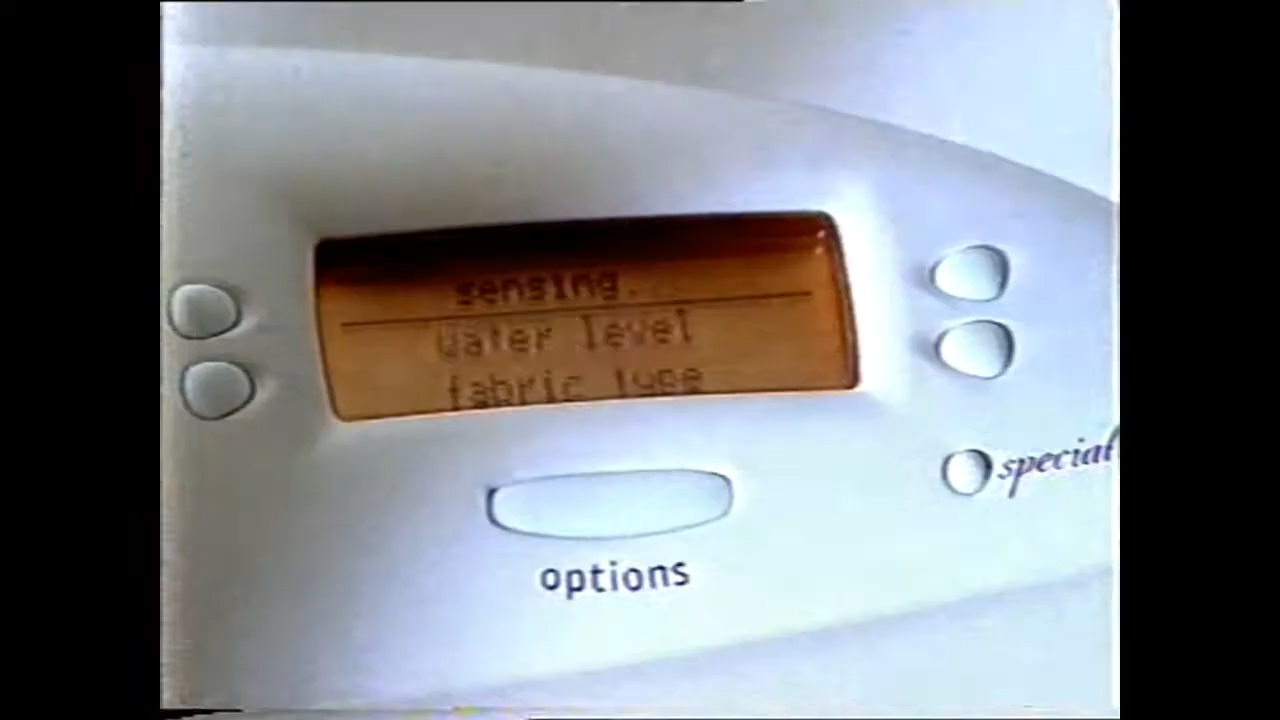 sensing...
Water level
fabric type
special
options